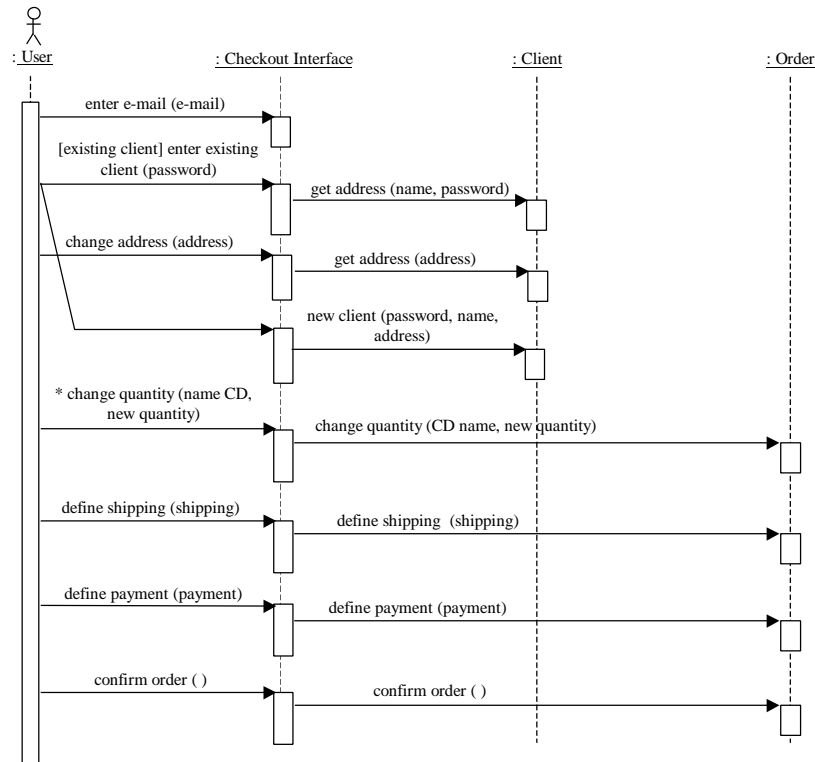 : User
: Checkout Interface
: Client
: Order
enter e-mail (e-mail)
[existing client] enter existing
client (password)
get address (name, password)
change address (address)
get address (address)
new client (password, name,
address)
* change quantity (name CD,
new quantity)
change quantity (CD name, new quantity)
define shipping (shipping)
define shipping (shipping)
define payment (payment)
define payment (payment)
confirm order ( )
confirm order ( )